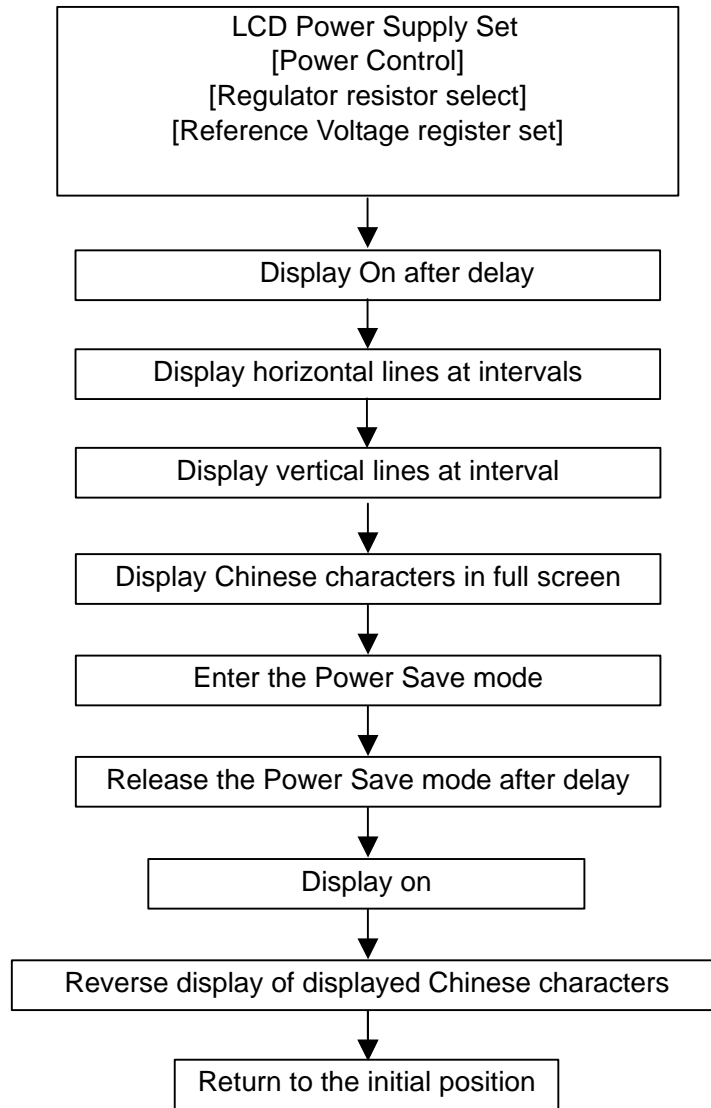 LCD Power Supply Set
[Power Control]
[Regulator resistor select]
[Reference Voltage register set]
Display On after delay
Display horizontal lines at intervals
Display vertical lines at interval
Display Chinese characters in full screen
Enter the Power Save mode
Release the Power Save mode after delay
Display on
Reverse display of displayed Chinese characters
Return to the initial position